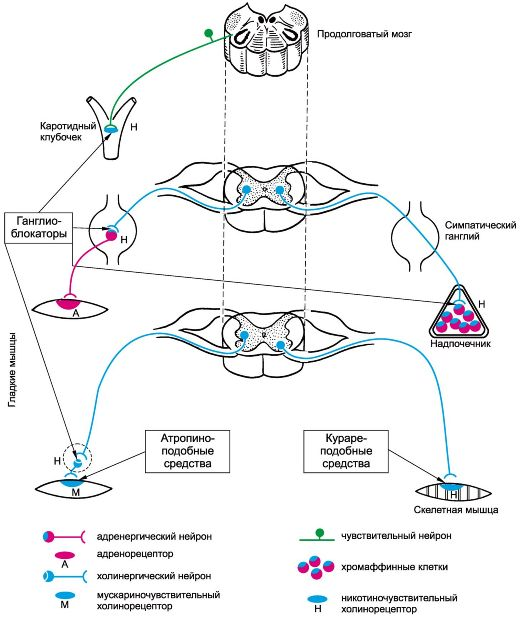 Продолговатый мозг
Каротидный
клубочек
Н
Ганглио-
блокаторы
Н
Симпатический
ганглий
Н
Надпочечник
А
Гладкие мышцы
Атропино-
подобные
средства
Кураре-
подобные
средства
Н
М
Н
Скелетная мышца
адренергический нейрон
адренорецептор
А
холинергический нейрон
мускариночувствительный
холинорецептор
М
чувствительный нейрон
хромаффинные клетки
никотиночувствительный
холинорецептор
Н